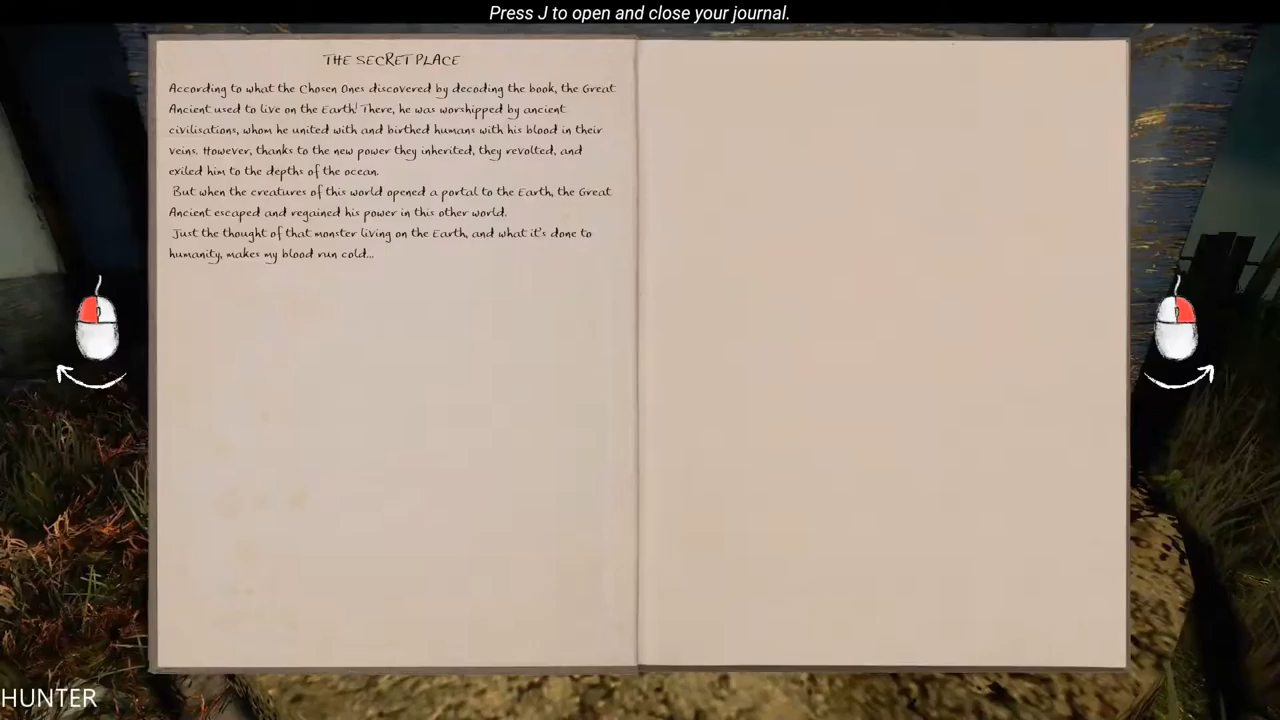 Press J to open and close your journal.
THE SECRET PLACE
According to what the Chosen Ones discovered by decoding the book, the Great
Ancient used to live on the Earth! There, he was worshipped by ancient
civilisations, whom he united with and birthed humans with his blood in their
veins. However, thanks to the new power they inherited, they revolted, and
exiled him to the depths of the ocean.
But when the creatures of this world opened a portal to the Earth, the Great
Ancient escaped and regained his power in this other world.
Just the thought of that monster living on the Earth, and what it's done to
humanity, makes my blood run cold...
HUNTER